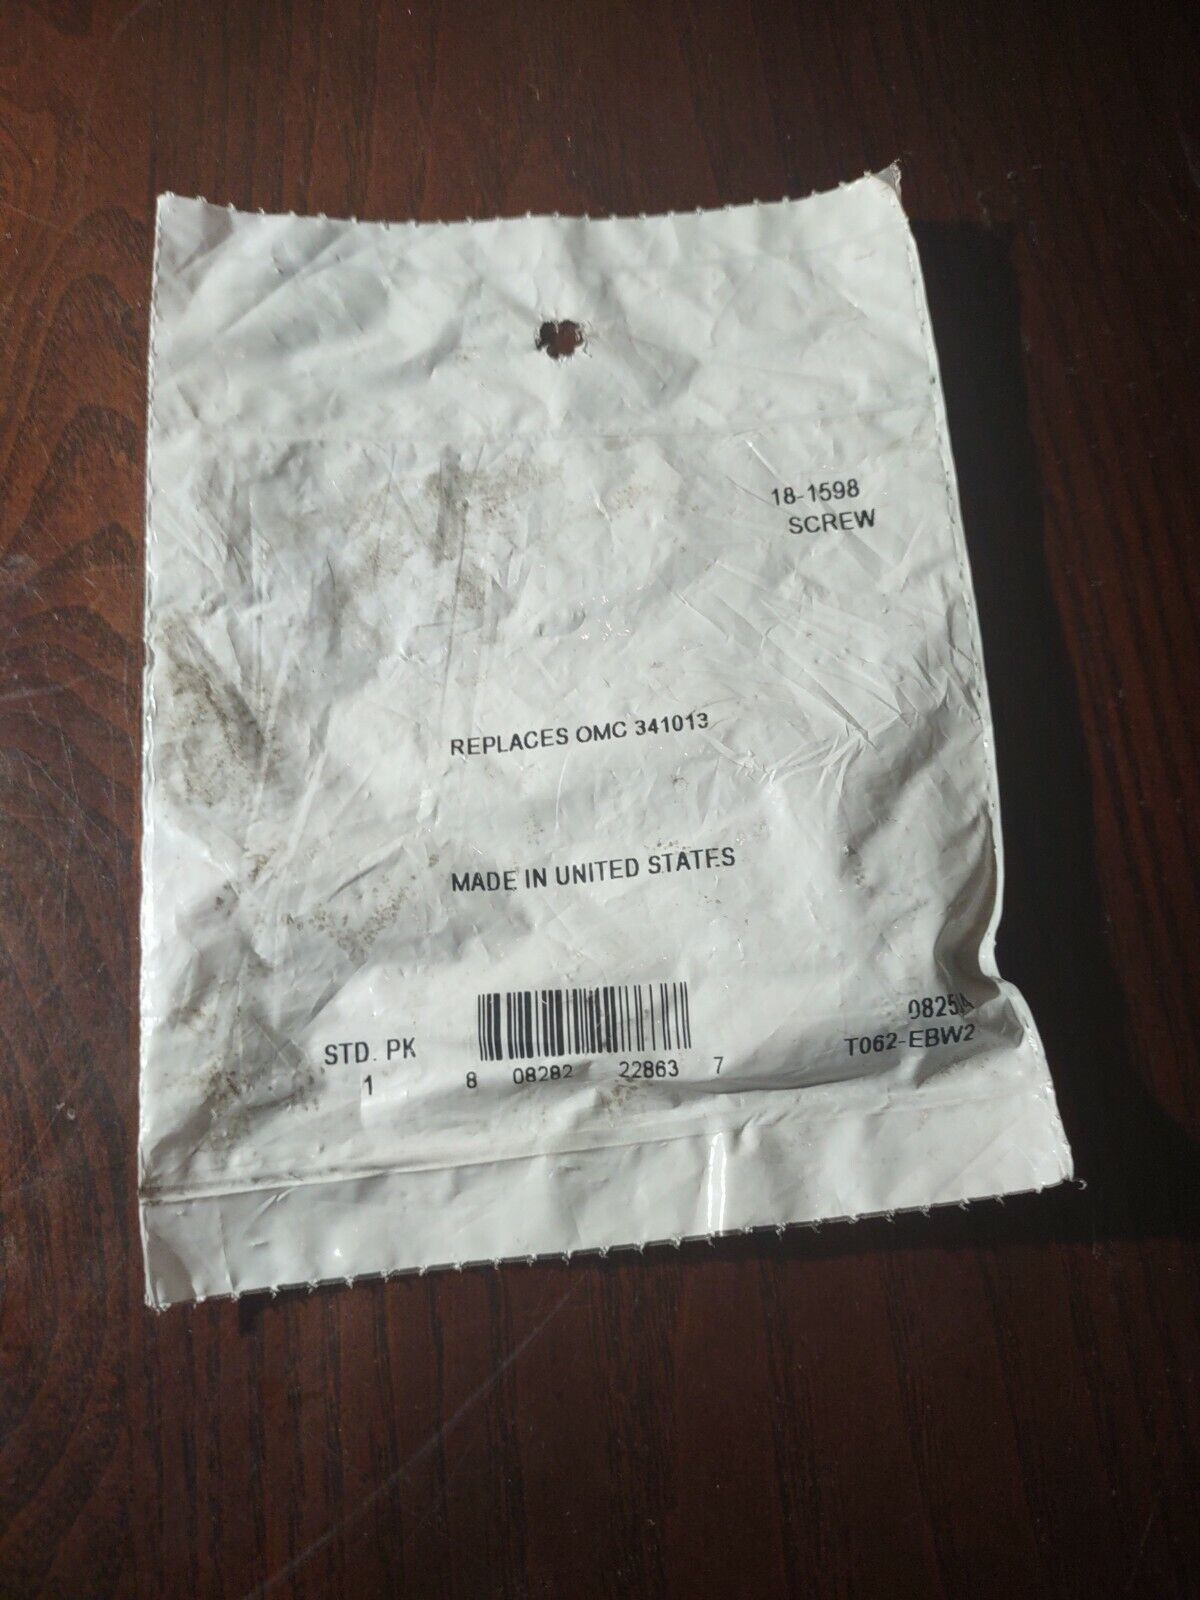 18-1598
SCREW
REPLACES OMC 341013
MADE IN UNITED STATES
STD. PK
1
8 08282 22863 7
0825A
T062-EBW2